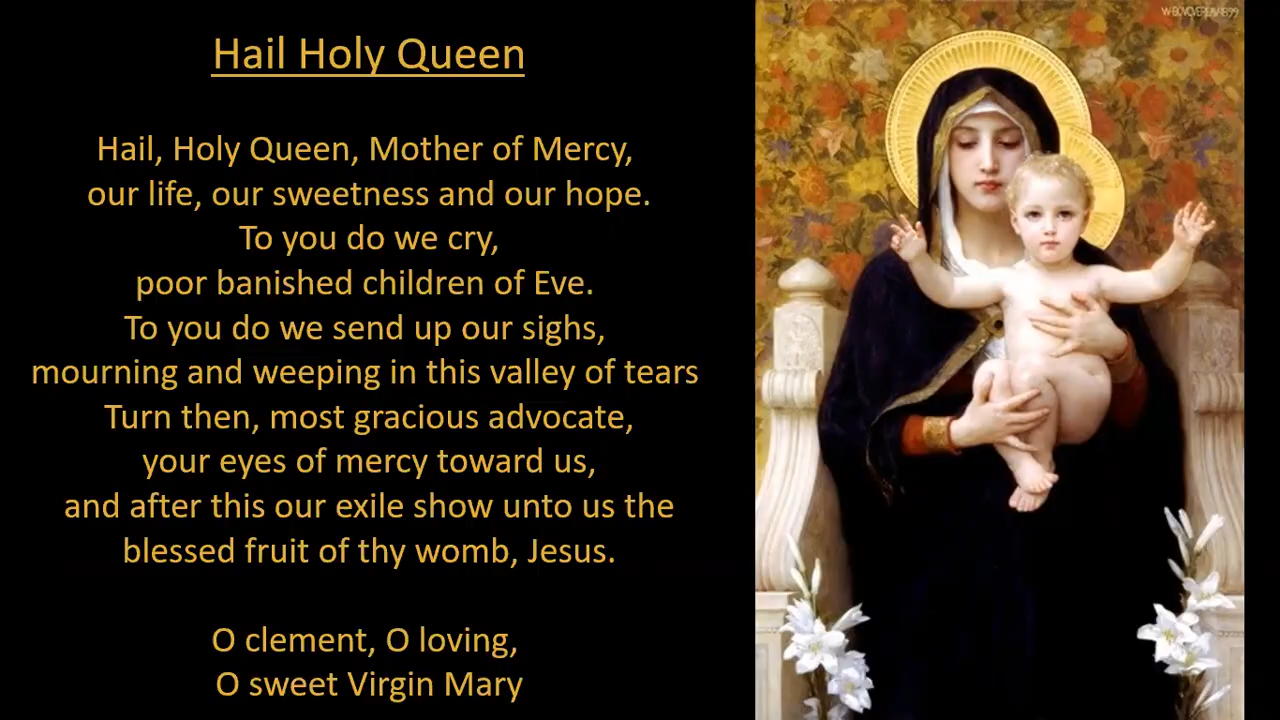 Hail Holy Queen
Hail, Holy Queen, Mother of Mercy,
our life, our sweetness and our hope.
To you do we cry,
poor banished children of Eve.
To you do we send up our sighs,
mourning and weeping in this valley of tears
Turn then, most gracious advocate,
your eyes of mercy toward us,
and after this our exile show unto us the
blessed fruit of thy womb, Jesus.
O clement, O loving,
O sweet Virgin Mary